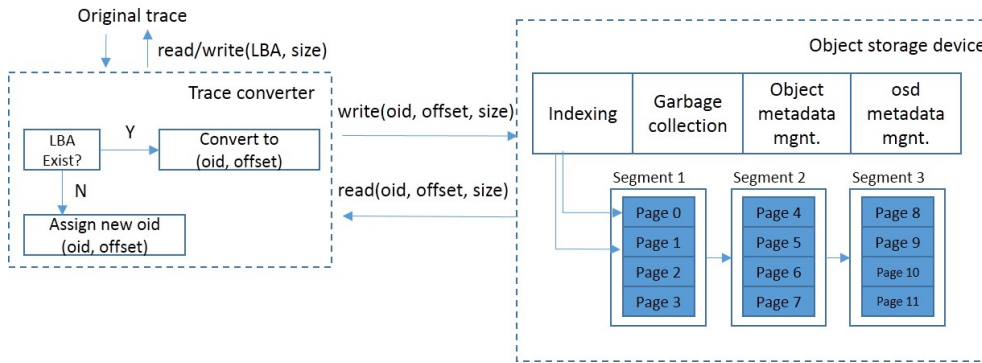 Original trace
read/write(LBA, size)
Trace converter
LBA
Exist?
Y
Convert to
(oid, offset)
N
Assign new oid
(oid, offset)
write(oid, offset, size)
read(oid, offset, size)
Object storage device
Indexing
Garbage
collection
Object
metadata
mgnt.
osd
metadata
mgnt.
Segment 1
Page 0
Page 1
Page 2
Page 3
Segment 2
Page 4
Page 5
Page 6
Page 7
Segment 3
Page 8
Page 9
Page 10
Page 11